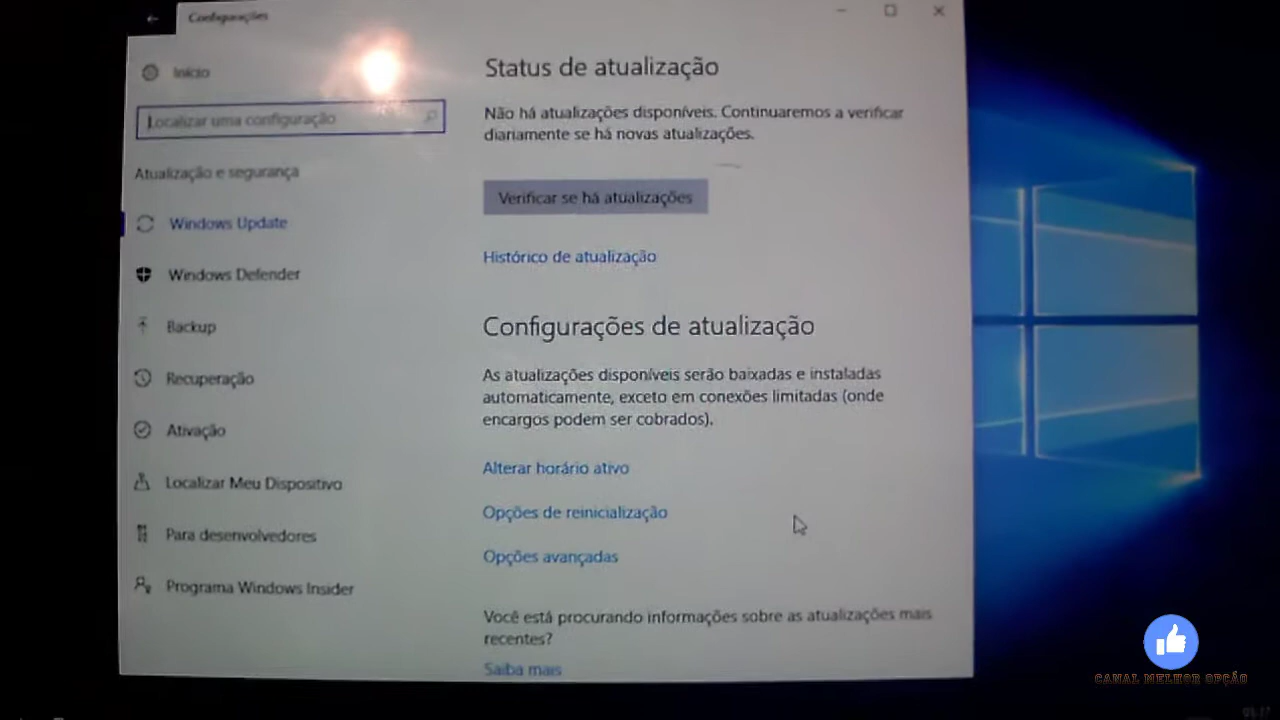 Configurações
Início
Localizar uma configuração
Atualização e segurança
Windows Update
Windows Defender
Backup
Recuperação
Ativação
Localizar Meu Dispositivo
Para desenvolvedores
Programa Windows Insider
Status de atualização
Não há atualizações disponíveis. Continuaremos a verificar
diariamente se há novas atualizações.
Verificar se há atualizações
Histórico de atualização
Configurações de atualização
As atualizações disponíveis serão baixadas e instaladas
automaticamente, exceto em conexões limitadas (onde
encargos podem ser cobrados).
Alterar horário ativo
Opções de reinicialização
Opções avançadas
Você está procurando informações sobre as atualizações mais
recentes?
Saiba mais
CANAL MELHOR OPÇÃO